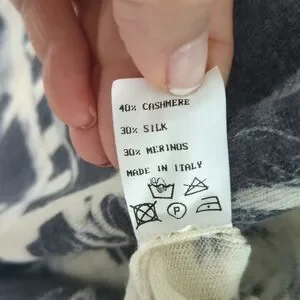 40% CASHMERE
30% SILK
30% MERINOS
MADE IN ITALY
P